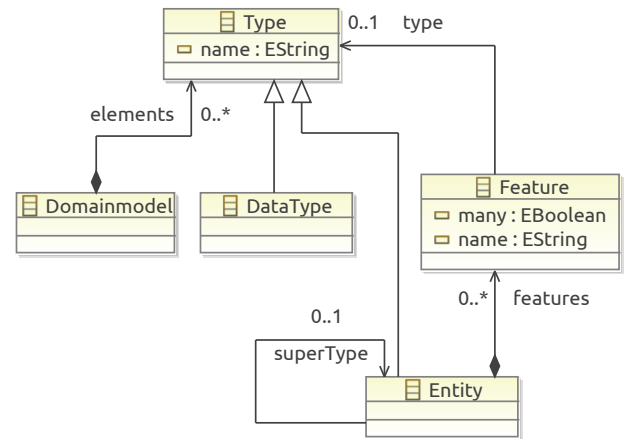 Type
0..1 type
name : EString
elements 0..*
Domainmodel
DataType
Feature
many : EBoolean
name : EString
0..* features
0..1
superType
Entity